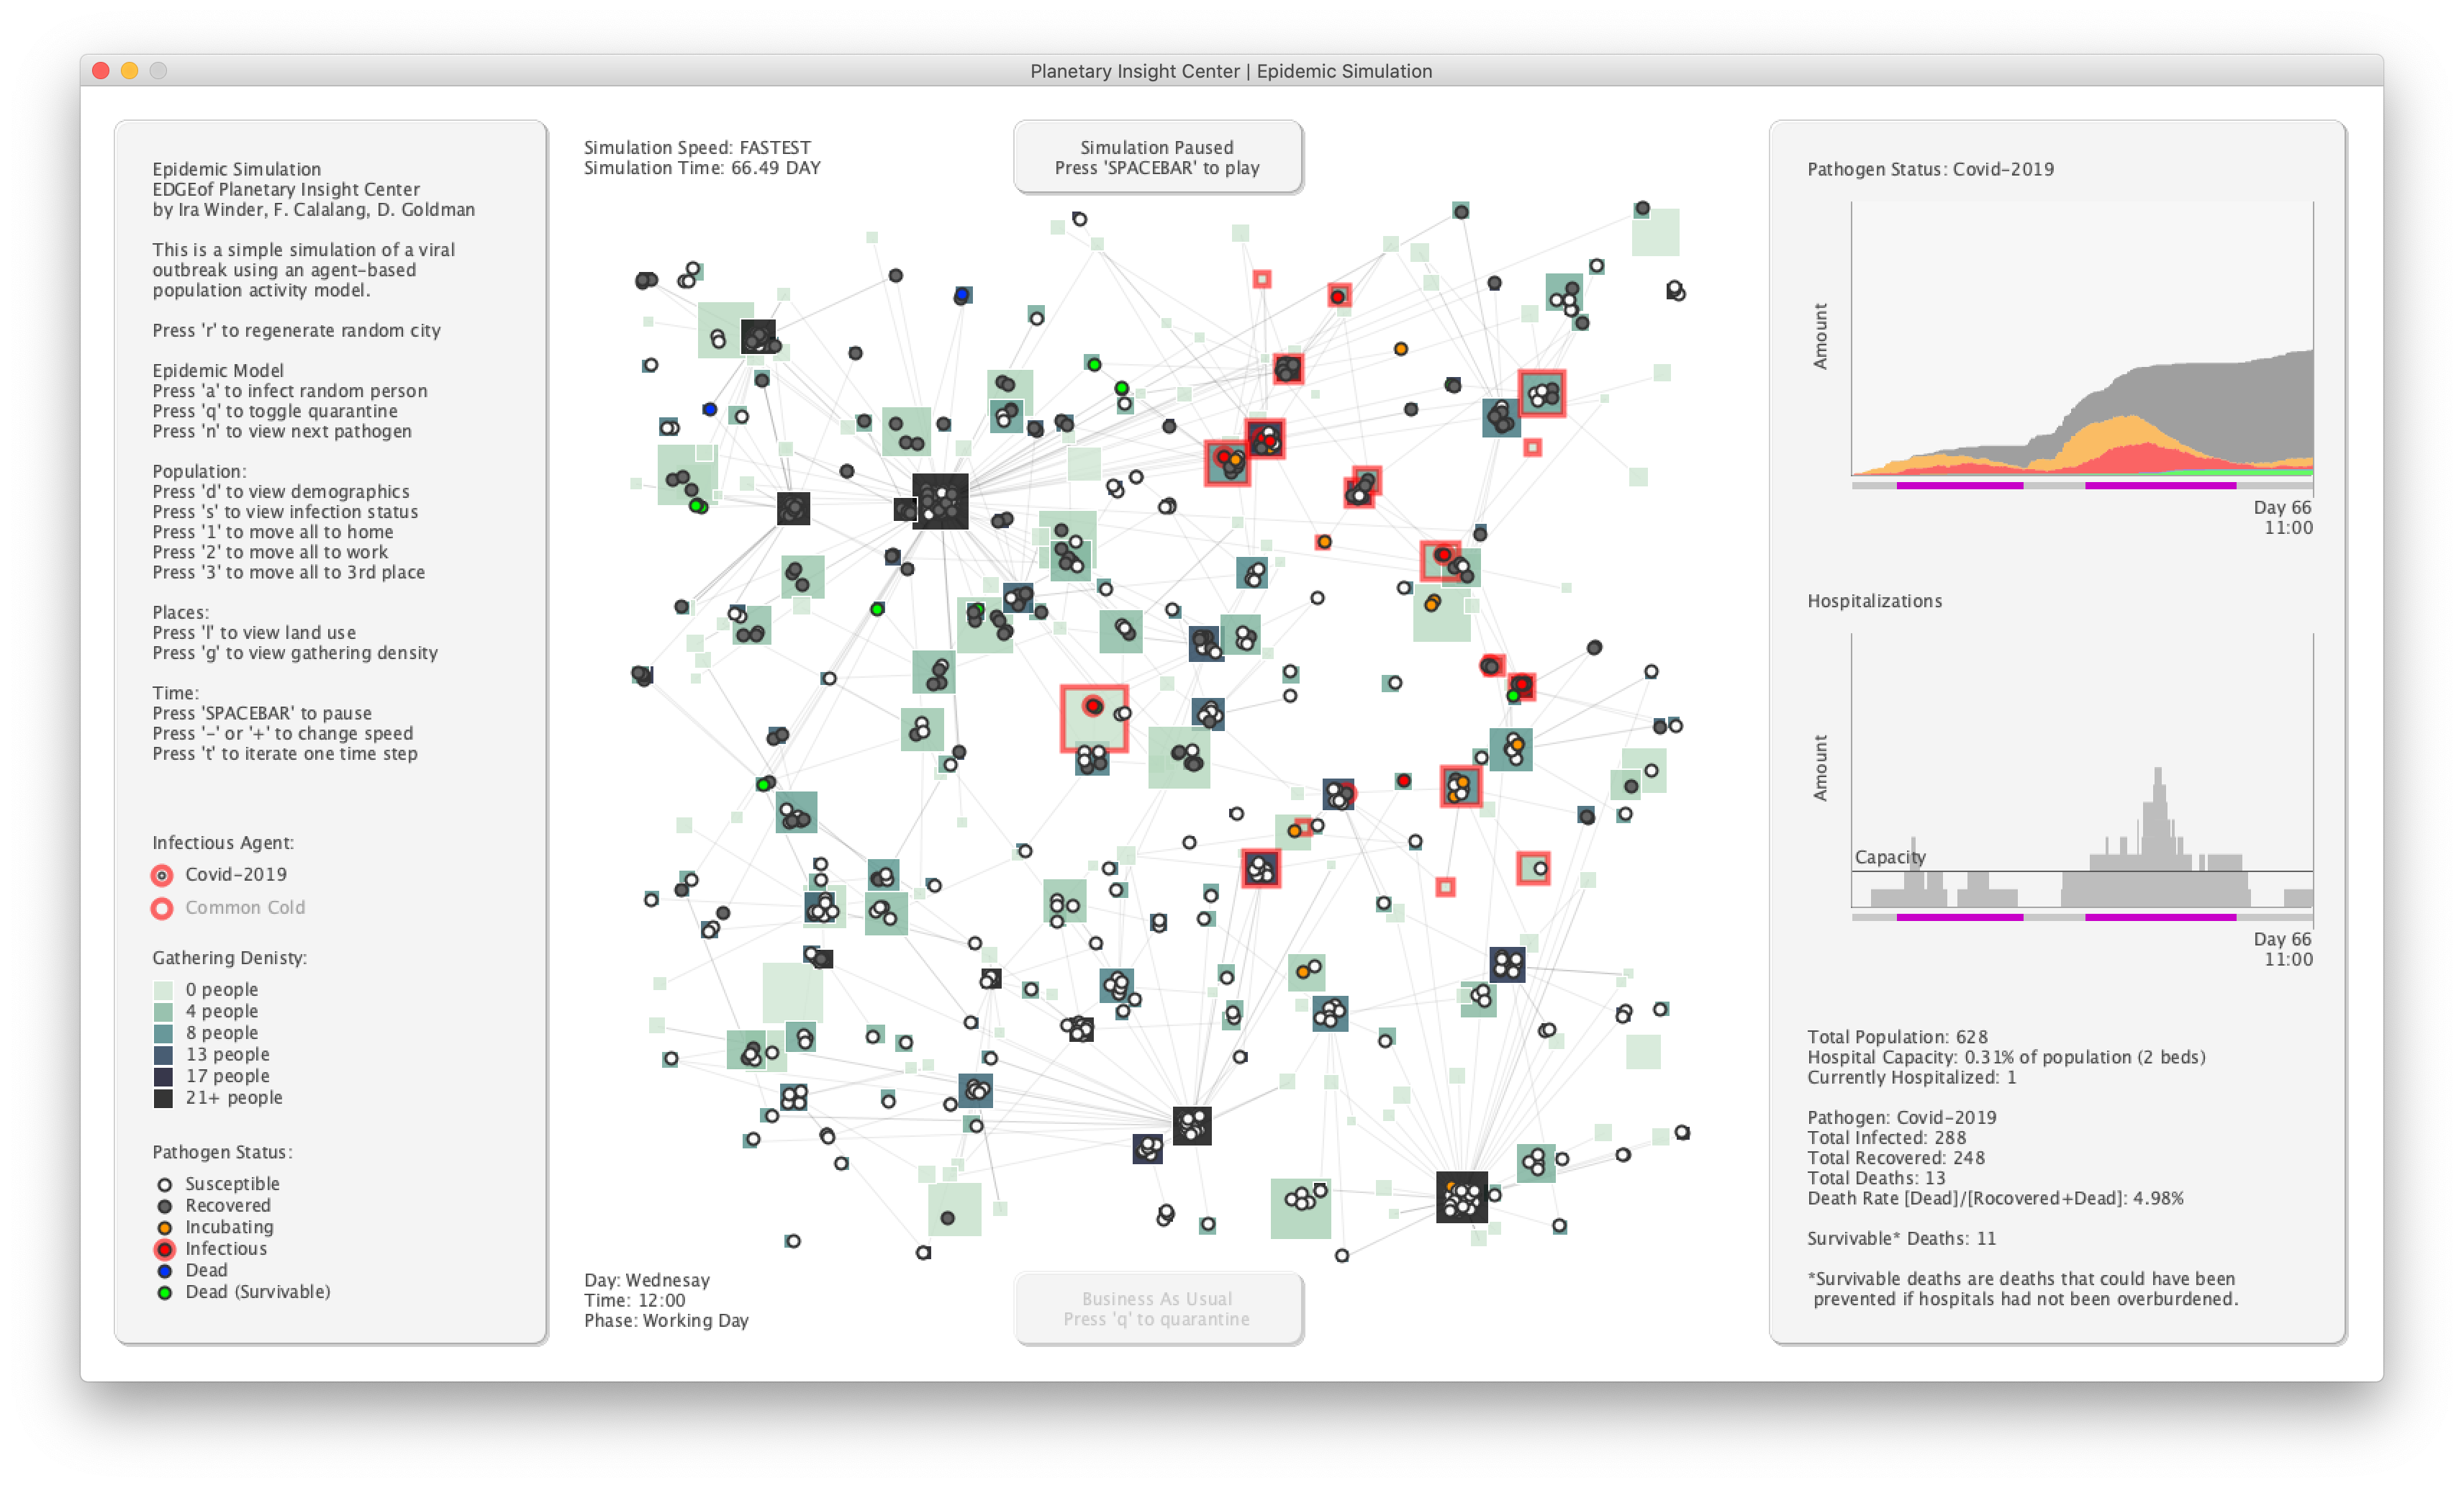 Planetary Insight Center | Epidemic Simulation
Epidemic Simulation
EDGEof Planetary Insight Center
by Ira Winder, F. Calalang, D. Goldman
This is a simple simulation of a viral
outbreak using an agent-based
population activity model.
Press 'r' to regenerate random city
Epidemic Model
Press 'a' to infect random person
Press 'q' to toggle quarantine
Press 'n' to view next pathogen
Population:
Press 'd' to view demographics
Press 's' to view infection status
Press '1' to move all to home
Press '2' to move all to work
Press '3' to move all to 3rd place
Places:
Press 'l' to view land use
Press 'g' to view gathering density
Time:
Press 'SPACEBAR' to pause
Press '-' or '+' to change speed
Press 't' to iterate one time step
Infectious Agent:
Covid-2019
Common Cold
Gathering Denisty:
0 people
4 people
8 people
13 people
17 people
21+ people
Pathogen Status:
Susceptible
Recovered
Incubating
Infectious
Dead
Dead (Survivable)
Simulation Speed: FASTEST
Simulation Time: 66.49 DAY
Simulation Paused
Press 'SPACEBAR' to play
Day: Wednesay
Time: 12:00
Phase: Working Day
Business As Usual
Press 'q' to quarantine
Pathogen Status: Covid-2019
Amount
Day 66
11:00
Hospitalizations
Amount
Capacity
Day 66
11:00
Total Population: 628
Hospital Capacity: 0.31% of population (2 beds)
Currently Hospitalized: 1
Pathogen: Covid-2019
Total Infected: 288
Total Recovered: 248
Total Deaths: 13
Death Rate [Dead]/[Rocovered+Dead]: 4.98%
Survivable* Deaths: 11
*Survivable deaths are deaths that could have been
prevented if hospitals had not been overburdened.